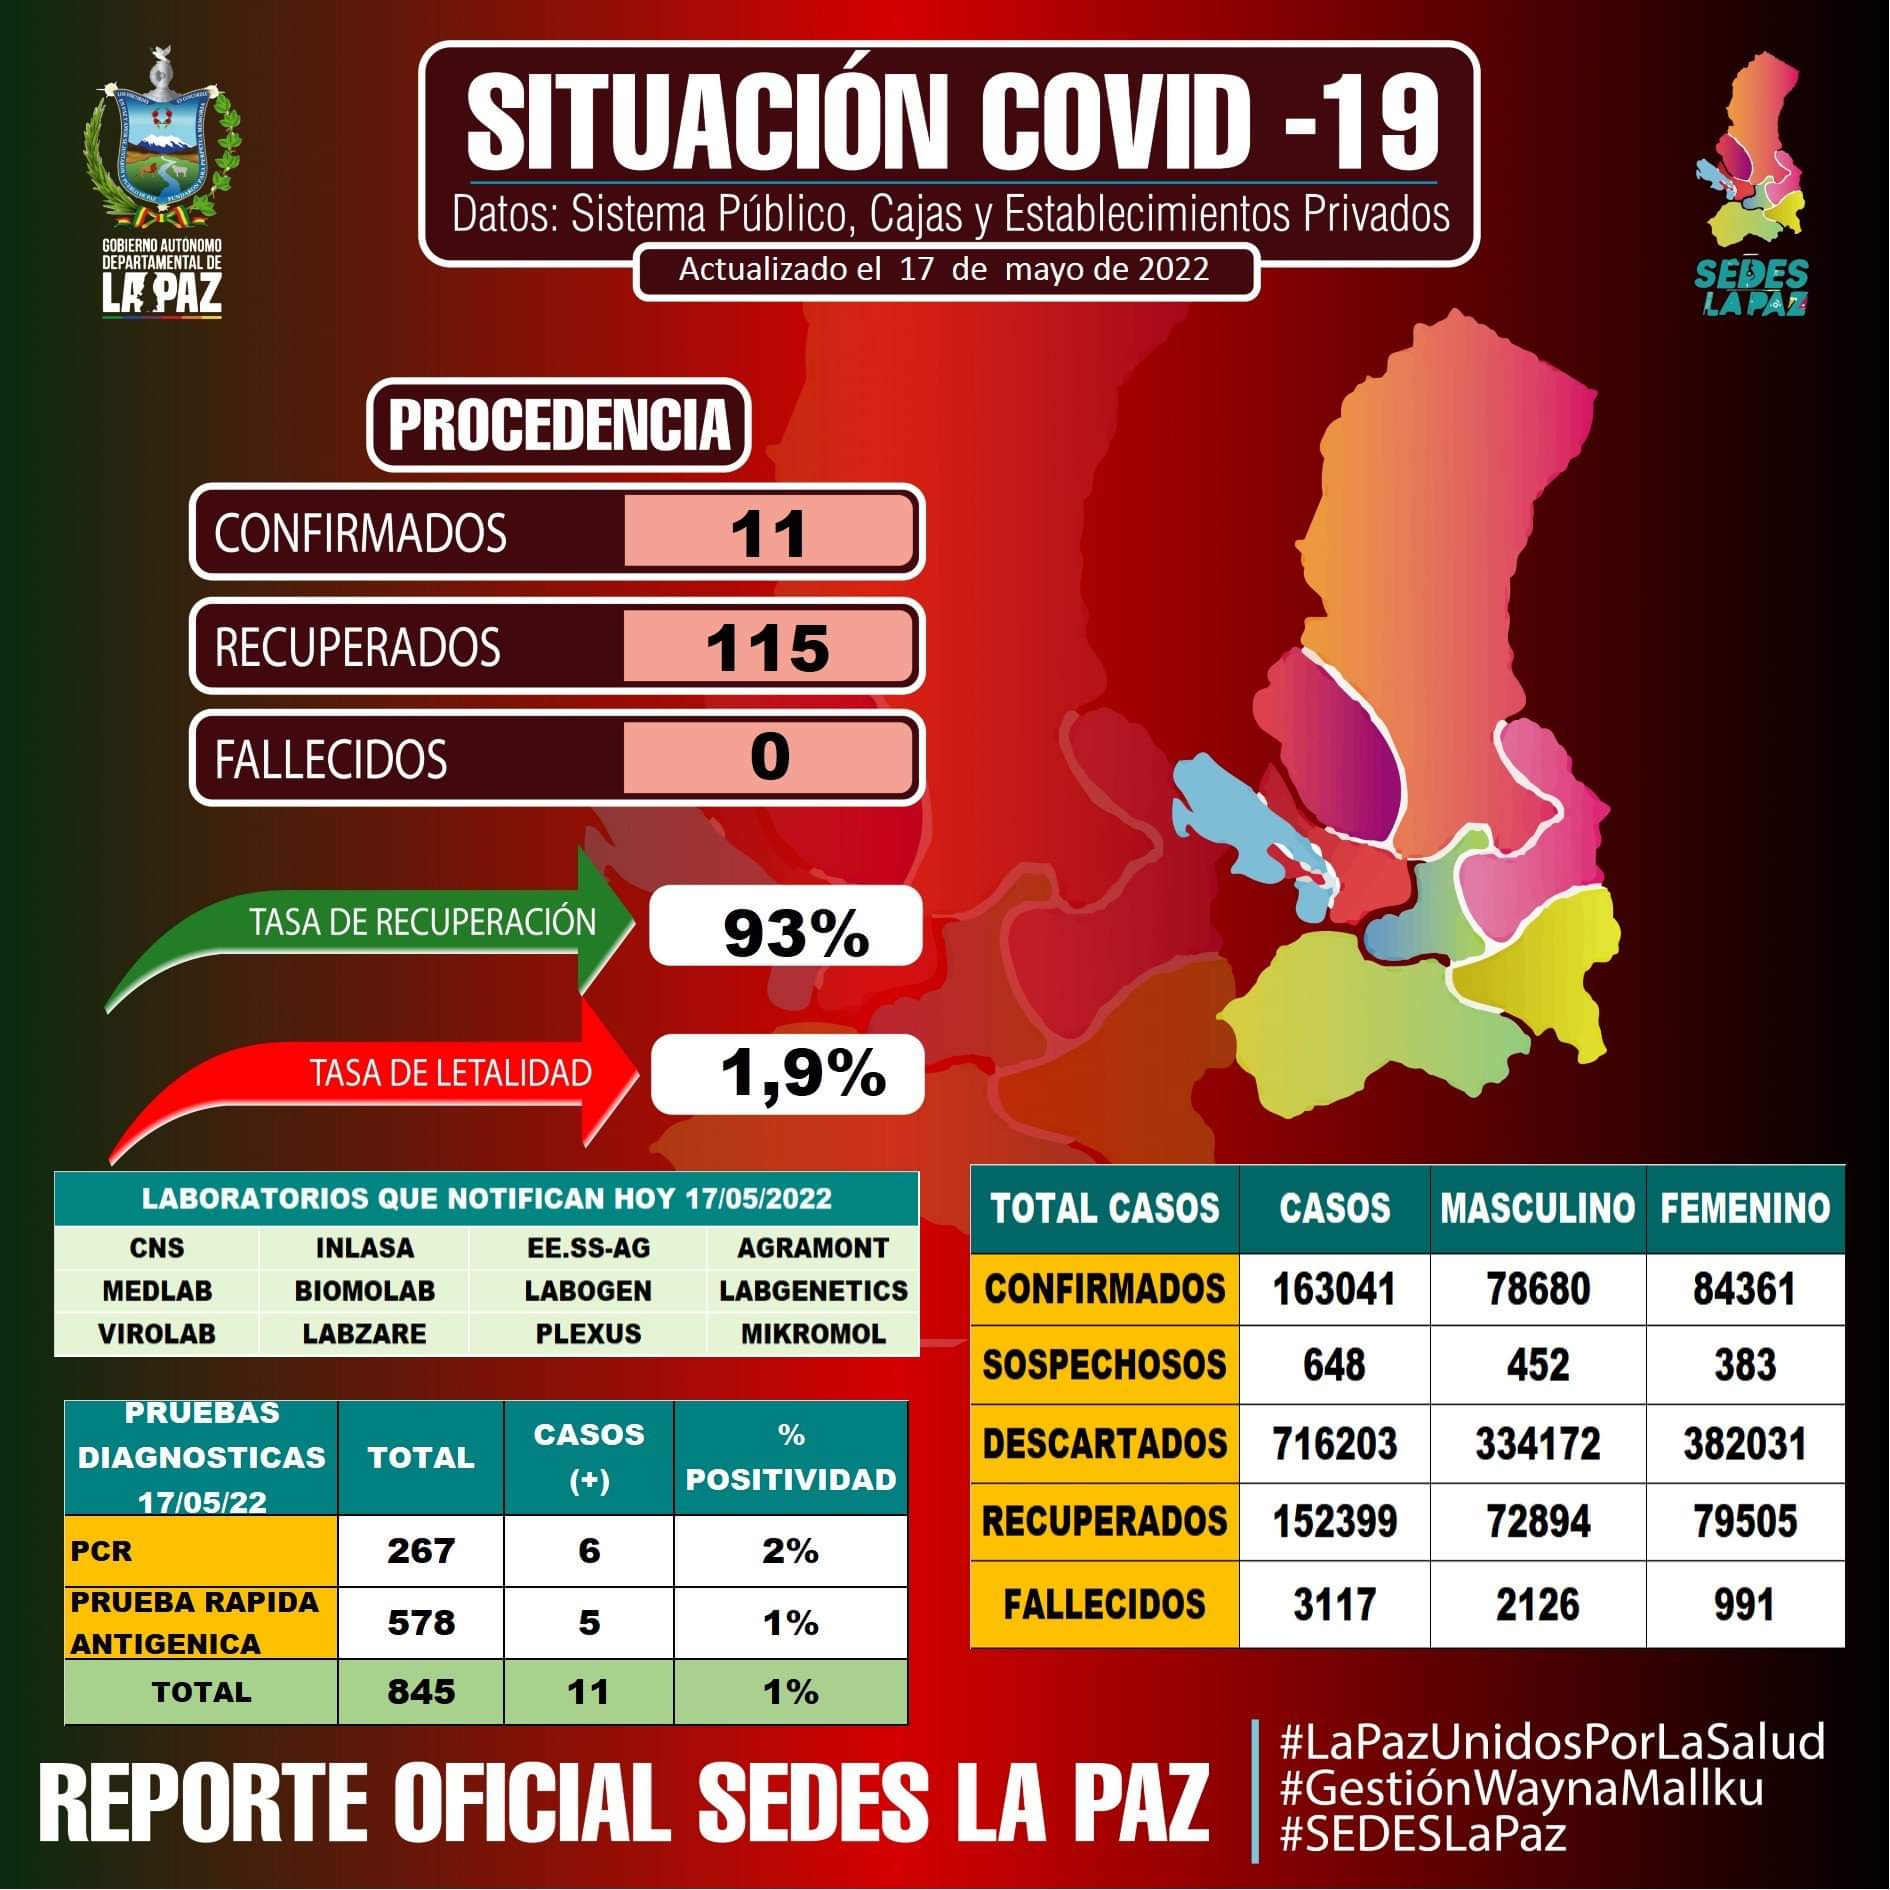 SITUACIÓN COVID -19
Datos: Sistema Público, Cajas y Establecimientos Privados
Actualizado el 17 de mayo de 2022
GOBIERNO AUTÓNOMO
DEPARTAMENTAL DE
LA PAZ
SEDES
LA PAZ
PROCEDENCIA
CONFIRMADOS 11
RECUPERADOS 115
FALLECIDOS 0
TASA DE RECUPERACIÓN 93%
TASA DE LETALIDAD 1,9%
LABORATORIOS QUE NOTIFICAN HOY 17/05/2022
CNS INLASA EE.SS-AG AGRAMONT
MEDLAB BIOMOLAB LABOGEN LABGENETICS
VIROLAB LABZARE PLEXUS MIKROMOL
PRUEBAS
DIAGNOSTICAS
17/05/22
TOTAL
CASOS
(+)
%
POSITIVIDAD
PCR 267 6 2%
PRUEBA RAPIDA
ANTIGENICA
578 5 1%
TOTAL 845 11 1%
TOTAL CASOS CASOS MASCULINO FEMENINO
CONFIRMADOS 163041 78680 84361
SOSPECHOSOS 648 452 383
DESCARTADOS 716203 334172 382031
RECUPERADOS 152399 72894 79505
FALLECIDOS 3117 2126 991
REPORTE OFICIAL SEDES LA PAZ
#LaPazUnidosPorLaSalud
#GestiónWaynaMallku
#SEDESLaPaz